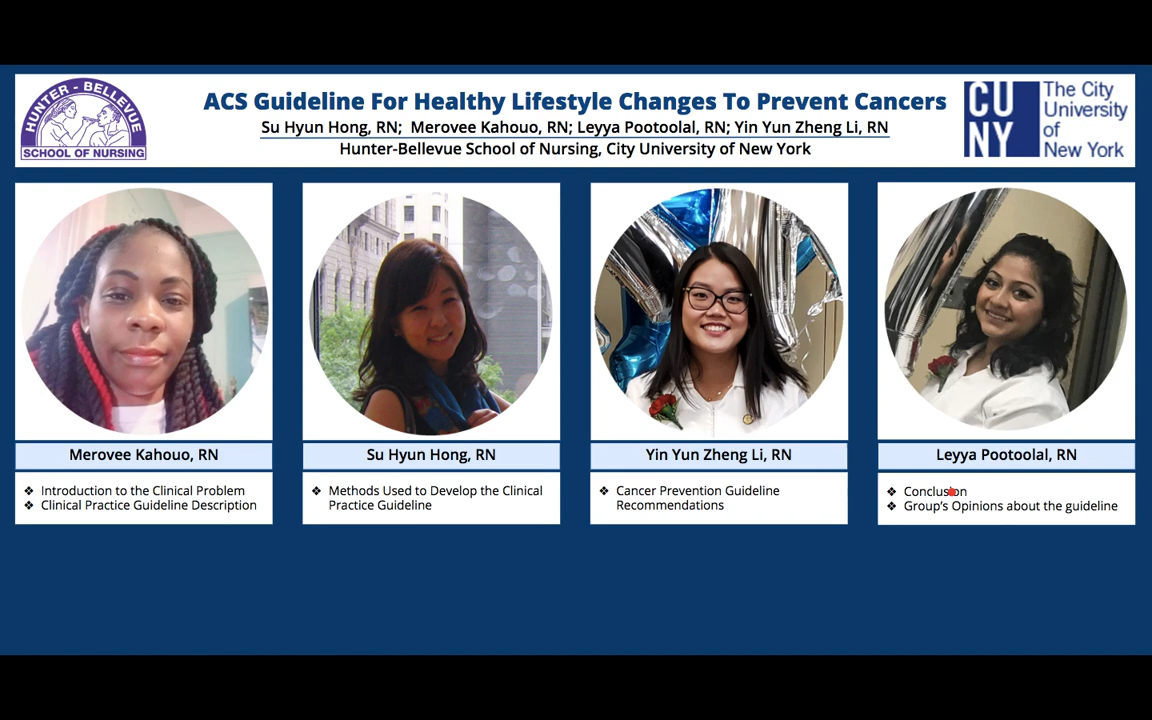 HUNTER - BELLEVUE
SCHOOL OF NURSING
ACS Guideline For Healthy Lifestyle Changes To Prevent Cancers
Su Hyun Hong, RN; Merovee Kahouo, RN; Leyya Pootoolal, RN; Yin Yun Zheng Li, RN
Hunter-Bellevue School of Nursing, City University of New York
CU
NY
The City
University
of
New York
Merovee Kahouo, RN
❖ Introduction to the Clinical Problem
❖ Clinical Practice Guideline Description
Su Hyun Hong, RN
❖ Methods Used to Develop the Clinical
Practice Guideline
Yin Yun Zheng Li, RN
❖ Cancer Prevention Guideline
Recommendations
Leyya Pootoolal, RN
❖ Conclusion
❖ Group's Opinions about the guideline